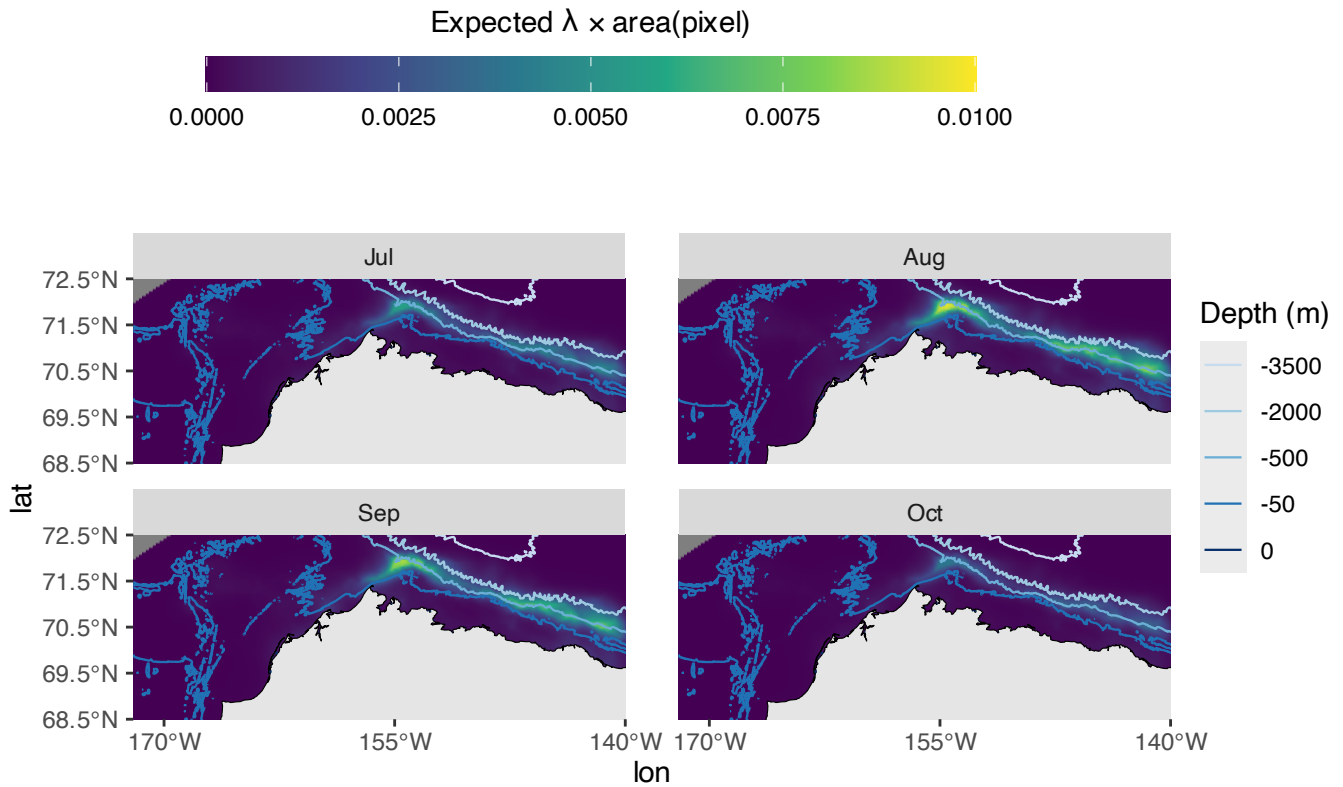 Expected λ × area(pixel)
0.0000 0.0025 0.0050 0.0075 0.0100
Jul Aug
72.5°N
71.5°N
70.5°N
69.5°N
68.5°N
Depth (m)
-3500
-2000
-500
-50
0
lat
Sep Oct
72.5°N
71.5°N
70.5°N
69.5°N
68.5°N
170°W 155°W 140°W 170°W 155°W 140°W
lon